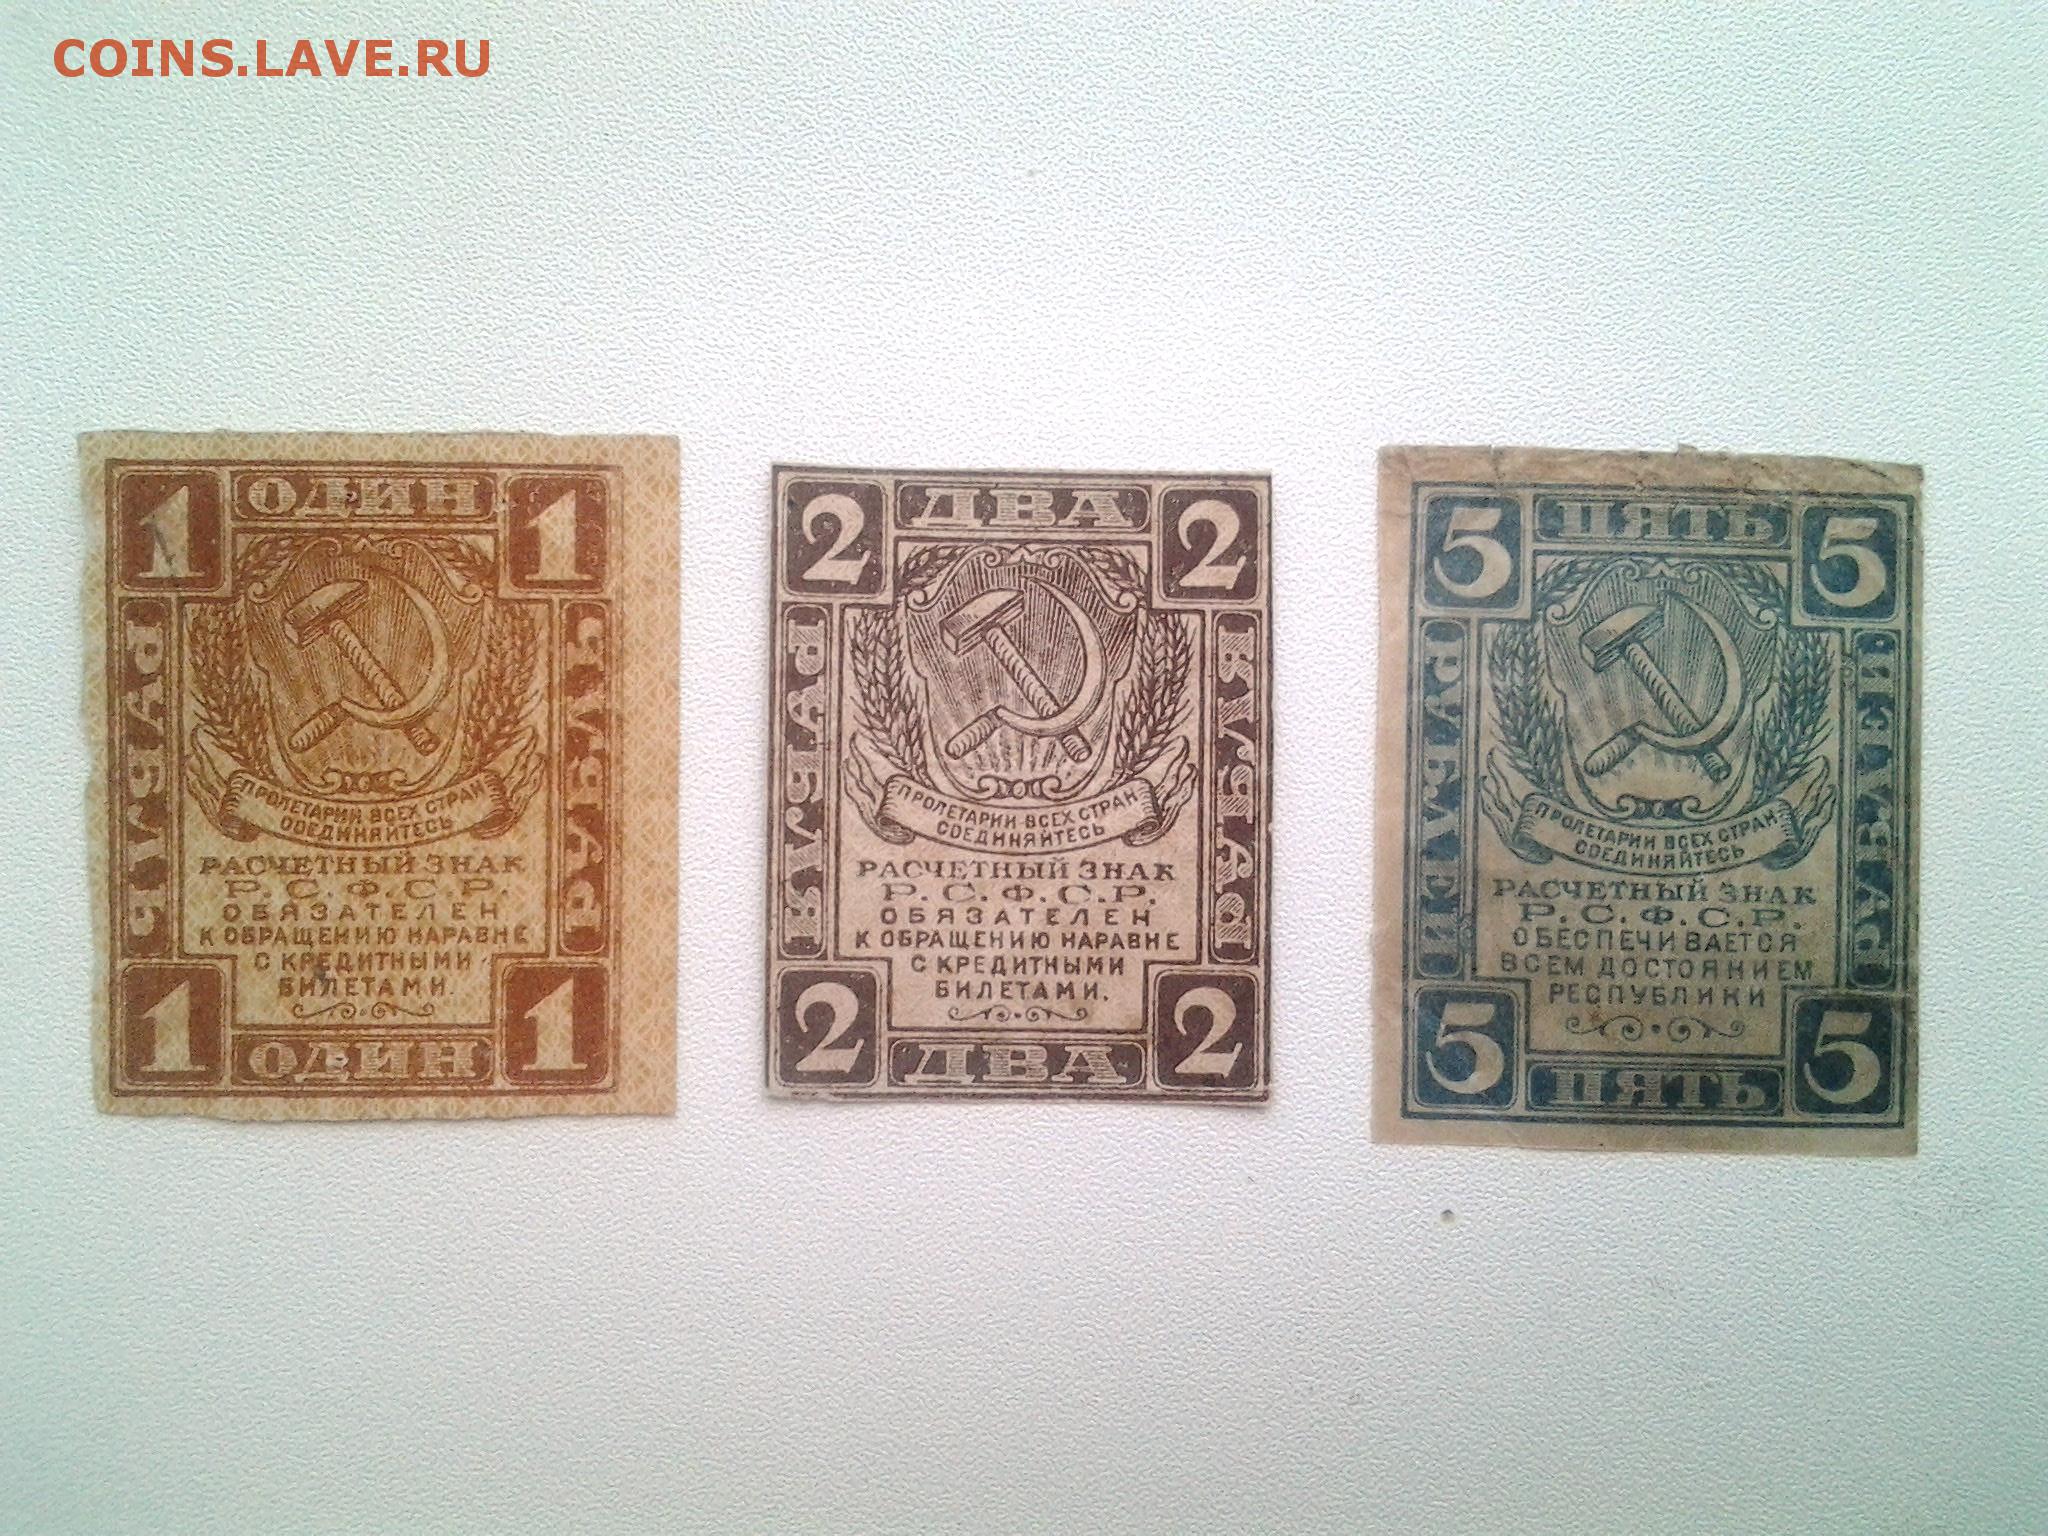 COINS.LAVE.RU
ОДИН
1 1
РУБЛЬ
РУБЛЬ
ПРОЛЕТАРИИ ВСЕХ СТРАН
СОЕДИНЯЙТЕСЬ
РАСЧЕТНЫЙ ЗНАК
Р.С.Ф.С.Р.
ОБЯЗАТЕЛЕН
К ОБРАЩЕНИЮ НАРАВНЕ
С КРЕДИТНЫМИ
БИЛЕТАМИ.
1 1
ОДИН
ДВА
2 2
РУБЛЯ
РУБЛЯ
ПРОЛЕТАРИИ ВСЕХ СТРАН
СОЕДИНЯЙТЕСЬ
РАСЧЕТНЫЙ ЗНАК
Р.С.Ф.С.Р.
ОБЯЗАТЕЛЕН
К ОБРАЩЕНИЮ НАРАВНЕ
С КРЕДИТНЫМИ
БИЛЕТАМИ.
2 2
ДВА
ПЯТЬ
5 5
РУБЛЕЙ
РУБЛЕЙ
ПРОЛЕТАРИИ ВСЕХ СТРАН
СОЕДИНЯЙТЕСЬ
РАСЧЕТНЫЙ ЗНАК
Р.С.Ф.С.Р.
ОБЕСПЕЧИВАЕТСЯ
ВСЕМ ДОСТОЯНИЕМ
РЕСПУБЛИКИ
5 5
ПЯТЬ